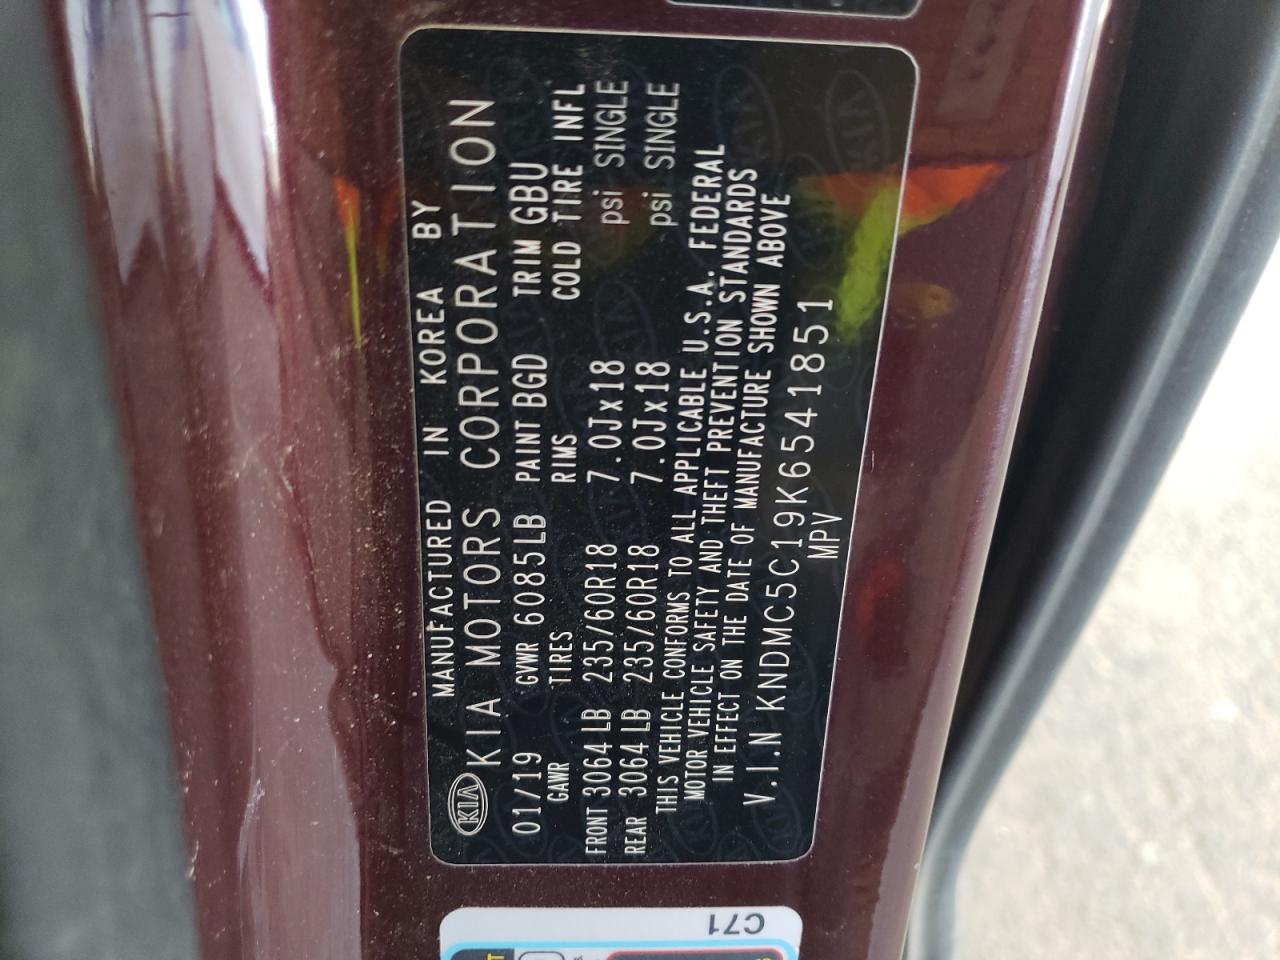 KIA
MANUFACTURED IN KOREA BY
KIA MOTORS CORPORATION
01/19 GVWR 6085LB PAINT BGD TRIM GBU
GAWR TIRES RIMS COLD TIRE INFL
FRONT 3064LB 235/60R18 7.0Jx18 psi SINGLE
REAR 3064LB 235/60R18 7.0Jx18 psi SINGLE
THIS VEHICLE CONFORMS TO ALL APPLICABLE U.S.A. FEDERAL
MOTOR VEHICLE SAFETY AND THEFT PREVENTION STANDARDS
IN EFFECT ON THE DATE OF MANUFACTURE SHOWN ABOVE
V.I.N KNDMC5C19K6541851
MPV
C71